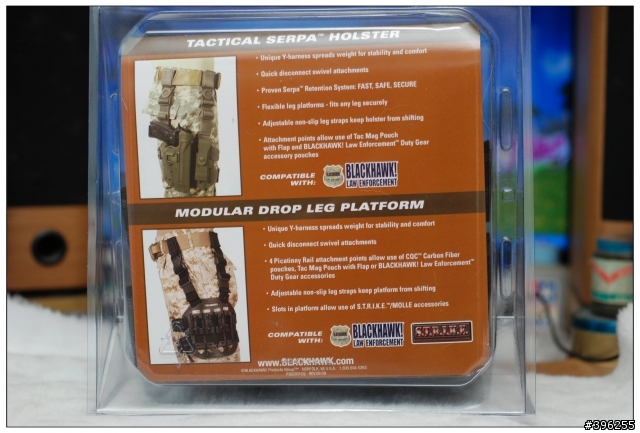 TACTICAL SERPA™ HOLSTER
• Unique Y-harness spreads weight for stability and comfort
• Quick disconnect swivel attachments
• Proven Serpa™ Retention System: FAST, SAFE, SECURE
• Flexible leg platforms - fits any leg securely
• Adjustable non-slip leg straps keep holster from shifting
• Attachment points allow use of Tac Mag Pouch
with Flap and BLACKHAWK! Law Enforcement™ Duty Gear
accessory pouches
COMPATIBLE
WITH:
BLACKHAWK!
LAW ENFORCEMENT
MODULAR DROP LEG PLATFORM
• Unique Y-harness spreads weight for stability and comfort
• Quick disconnect swivel attachments
• 4 Picatinny Rail attachment points allow use of CQC™ Carbon Fiber
pouches, Tac Mag Pouch with Flap or BLACKHAWK! Law Enforcement™
Duty Gear accessories
• Adjustable non-slip leg straps keep platform from shifting
• Slots in platform allow use of S.T.R.I.K.E.™/MOLLE accessories
COMPATIBLE
WITH:
BLACKHAWK!
LAW ENFORCEMENT
S.T.R.I.K.E.
www.BLACKHAWK.com
#396255